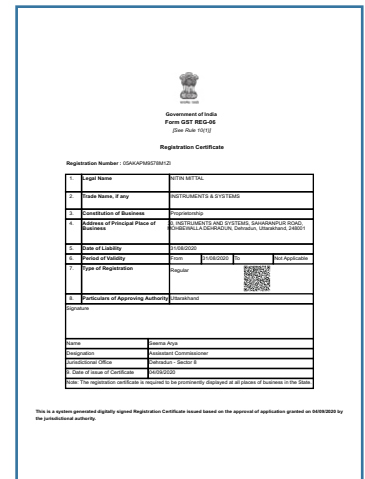 Government of India
Form GST REG-06
[See Rule 10(1)]
Registration Certificate
Registration Number : 05AKAPM9578M1ZI
1. Legal Name NITIN MITTAL
2. Trade Name, if any INSTRUMENTS & SYSTEMS
3. Constitution of Business Proprietorship
4. Address of Principal Place of Business 0, INSTRUMENTS AND SYSTEMS, SAHARANPUR ROAD,
MOHBEWALLA DEHRADUN, Dehradun, Uttarakhand, 248001
5. Date of Liability 31/08/2020
6. Period of Validity From 31/08/2020 To Not Applicable
7. Type of Registration Regular
8. Particulars of Approving Authority Uttarakhand
Signature
Name Seema Arya
Designation Assisstant Commissioner
Jurisdictional Office Dehradun - Sector 8
9. Date of issue of Certificate 04/09/2020
Note: The registration certificate is required to be prominently displayed at all places of business in the State.
This is a system generated digitally signed Registration Certificate issued based on the approval of application granted on 04/09/2020 by
the jurisdictional authority.